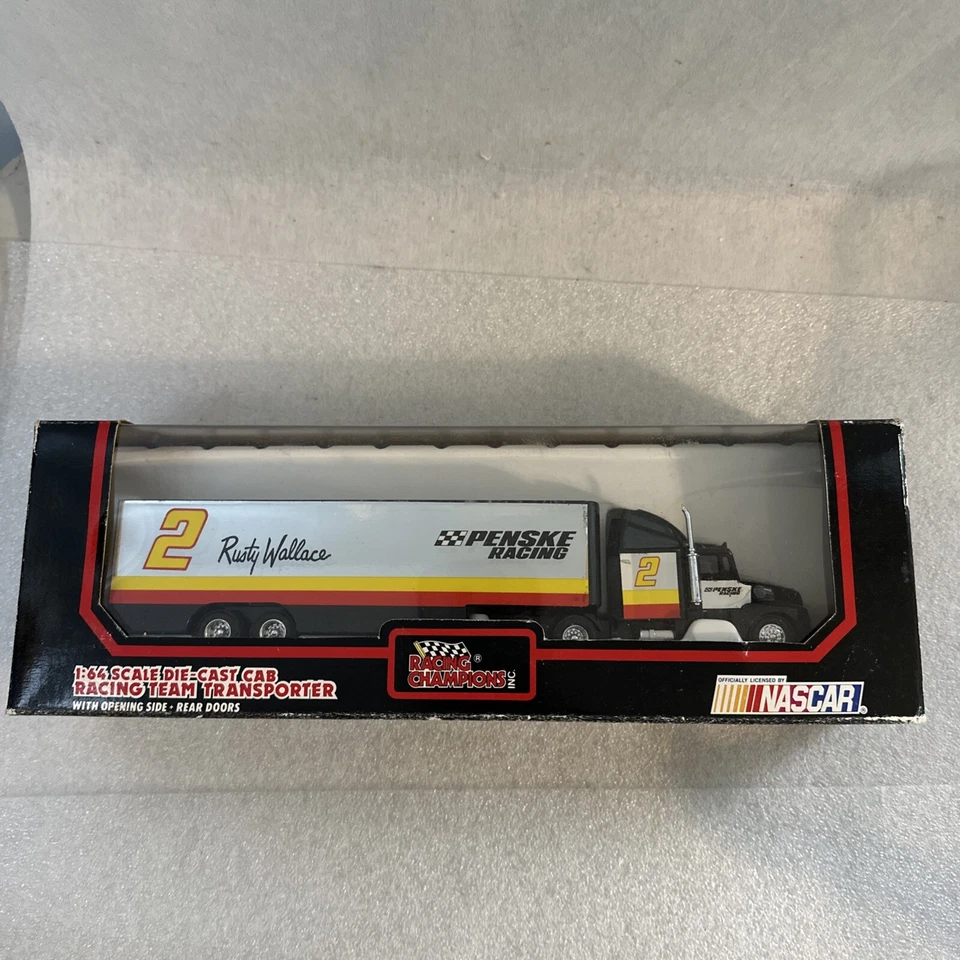 2
Rusty Wallace
PENSKE
RACING
2
PENSKE
RACING
1:64 SCALE DIE-CAST CAB
RACING TEAM TRANSPORTER
WITH OPENING SIDE • REAR DOORS
RACING ®
CHAMPIONS INC.
OFFICIALLY LICENSED BY
NASCAR ®